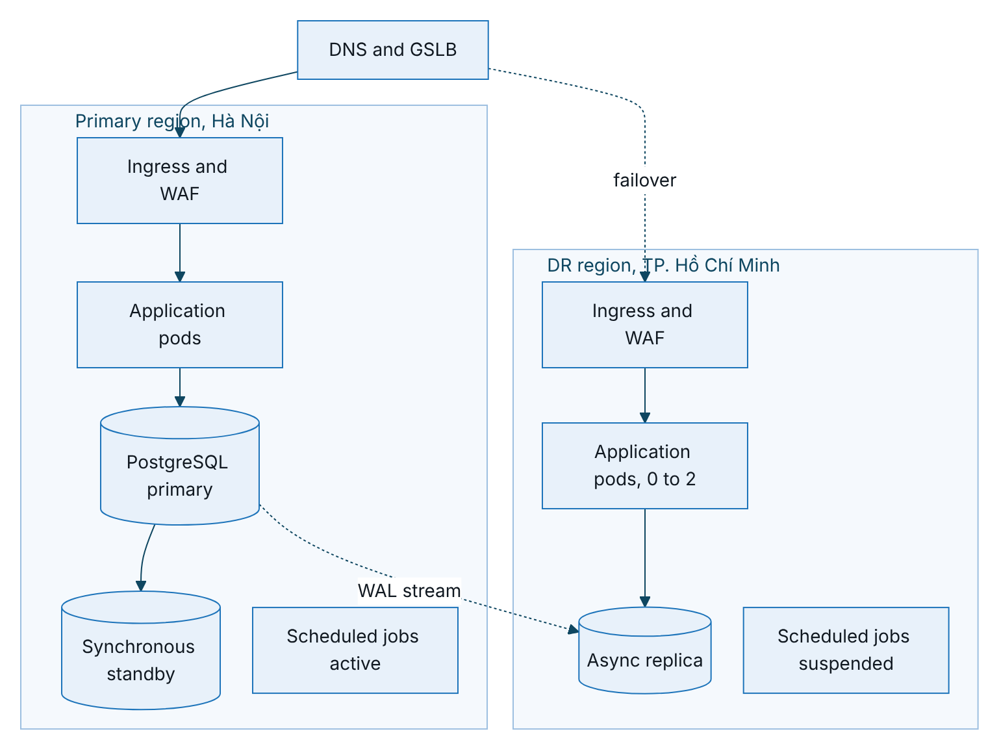 DNS and GSLB
Primary region, Hà Nội
Ingress and
WAF
Application
pods
PostgreSQL
primary
Synchronous
standby
Scheduled jobs
active
WAL stream
failover
DR region, TP. Hồ Chí Minh
Ingress and
WAF
Application
pods, 0 to 2
Async replica
Scheduled jobs
suspended